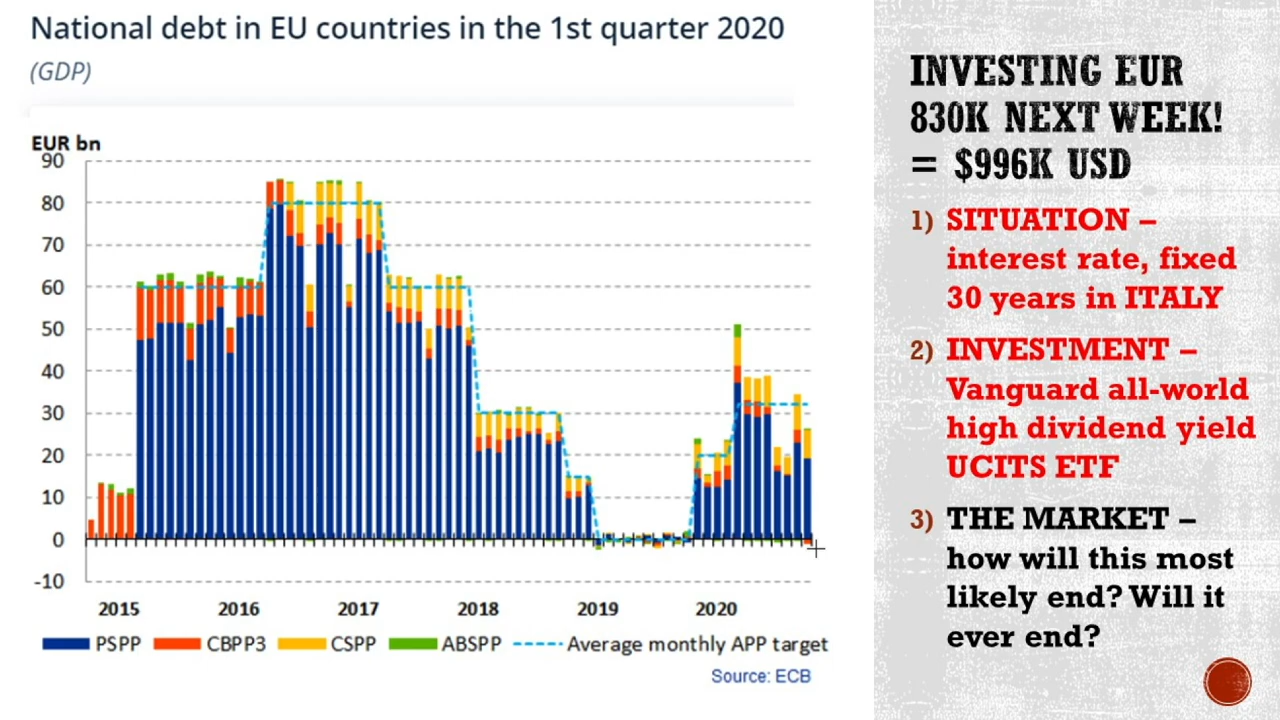 National debt in EU countries in the 1st quarter 2020
(GDP)
EUR bn
90
80
70
60
50
40
30
20
10
0
-10
2015 2016 2017 2018 2019 2020
PSPP CBPP3 CSPP ABSPP Average monthly APP target
Source: ECB
INVESTING EUR
830K NEXT WEEK!
= $996K USD
1) SITUATION –
interest rate, fixed
30 years in ITALY
2) INVESTMENT –
Vanguard all-world
high dividend yield
UCITS ETF
3) THE MARKET –
how will this most
likely end? Will it
ever end?